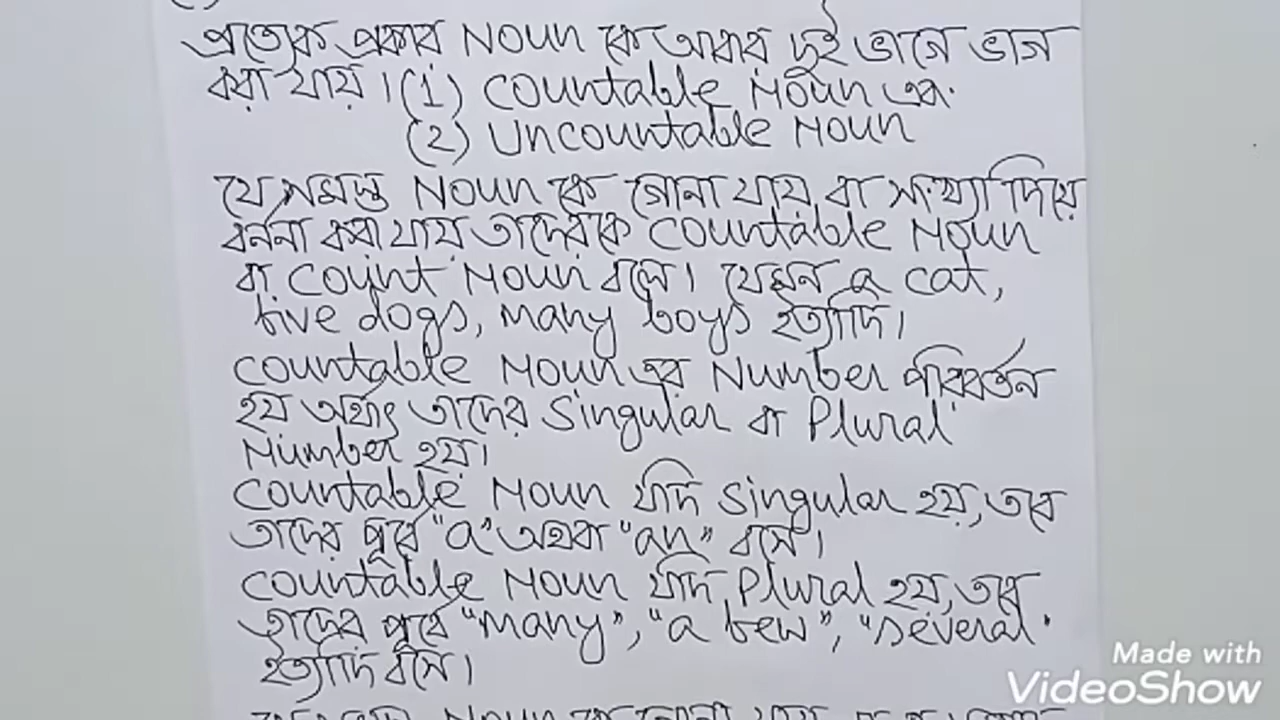 প্রত্যেক প্রকার Noun কে আবার দুই ভাগে ভাগ
করা যায়। (1) Countable Noun এবং
(2) Uncountable Noun
যে সমস্ত Noun কে গোনা যায় বা সংখ্যা দিয়ে
বর্ননা করা যায় তাদেরকে Countable Noun
বা Count Noun বলে। যেমন a cat,
five dogs, many boys ইত্যাদি।
Countable Noun এর Number পরিবর্তন
হয় অর্থাৎ তাদের Singular বা Plural
Number হয়।
Countable Noun যদি Singular হয়, তবে
তাদের পূর্বে "a" অথবা "an" বসে।
Countable Noun যদি Plural হয়, তবে
তাদের পূর্বে "many", "a few", "several"
ইত্যাদি বসে।
Noun কে গোনা যায়
Made with
VideoShow